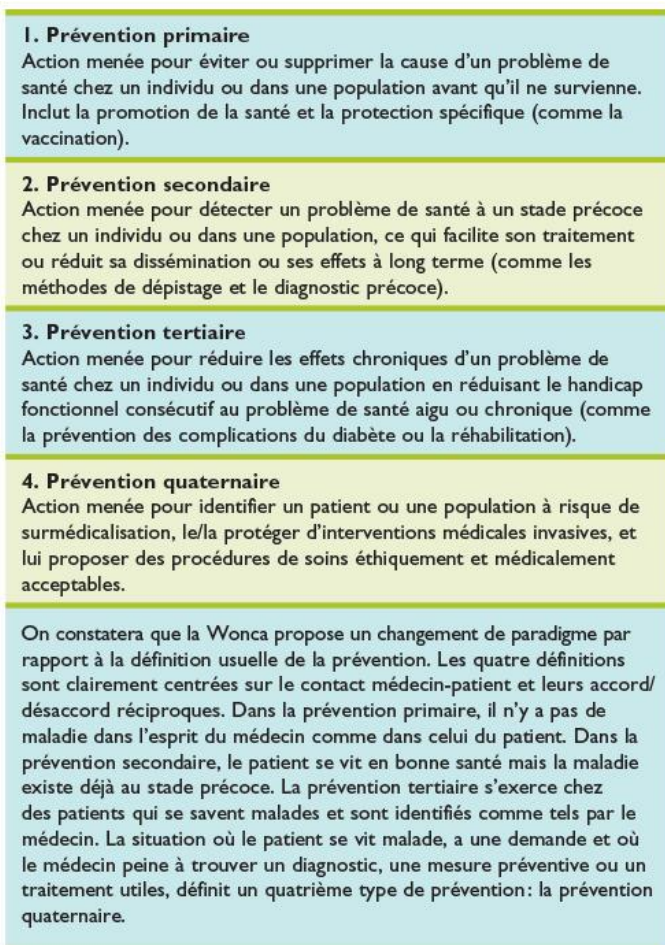 1. Prévention primaire
Action menée pour éviter ou supprimer la cause d'un problème de
santé chez un individu ou dans une population avant qu'il ne survienne.
Inclut la promotion de la santé et la protection spécifique (comme la
vaccination).
2. Prévention secondaire
Action menée pour détecter un problème de santé à un stade précoce
chez un individu ou dans une population, ce qui facilite son traitement
ou réduit sa dissémination ou ses effets à long terme (comme les
méthodes de dépistage et le diagnostic précoce).
3. Prévention tertiaire
Action menée pour réduire les effets chroniques d'un problème de
santé chez un individu ou dans une population en réduisant le handicap
fonctionnel consécutif au problème de santé aigu ou chronique (comme
la prévention des complications du diabète ou la réhabilitation).
4. Prévention quaternaire
Action menée pour identifier un patient ou une population à risque de
surmédicalisation, le/la protéger d'interventions médicales invasives, et
lui proposer des procédures de soins éthiquement et médicalement
acceptables.
On constatera que la Wonca propose un changement de paradigme par
rapport à la définition usuelle de la prévention. Les quatre définitions
sont clairement centrées sur le contact médecin-patient et leurs accord/
désaccord réciproques. Dans la prévention primaire, il n'y a pas de
maladie dans l'esprit du médecin comme dans celui du patient. Dans la
prévention secondaire, le patient se vit en bonne santé mais la maladie
existe déjà au stade précoce. La prévention tertiaire s'exerce chez
des patients qui se savent malades et sont identifiés comme tels par le
médecin. La situation où le patient se vit malade, a une demande et où
le médecin peine à trouver un diagnostic, une mesure préventive ou un
traitement utiles, définit un quatrième type de prévention: la prévention
quaternaire.